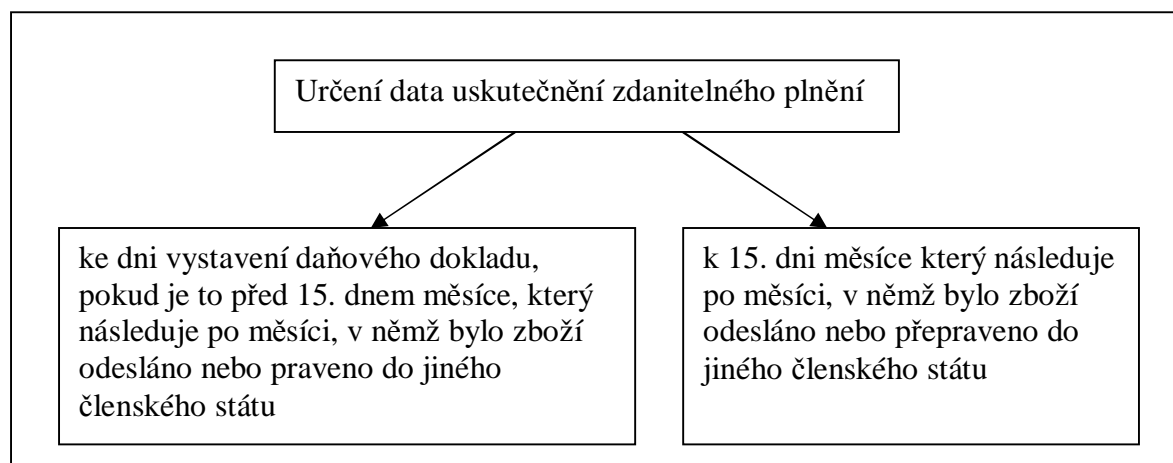 Určení data uskutečnění zdanitelného plnění
ke dni vystavení daňového dokladu,
pokud je to před 15. dnem měsíce, který
následuje po měsíci, v němž bylo zboží
odesláno nebo praveno do jiného
členského státu
k 15. dni měsíce který následuje
po měsíci, v němž bylo zboží
odesláno nebo přepraveno do
jiného členského státu